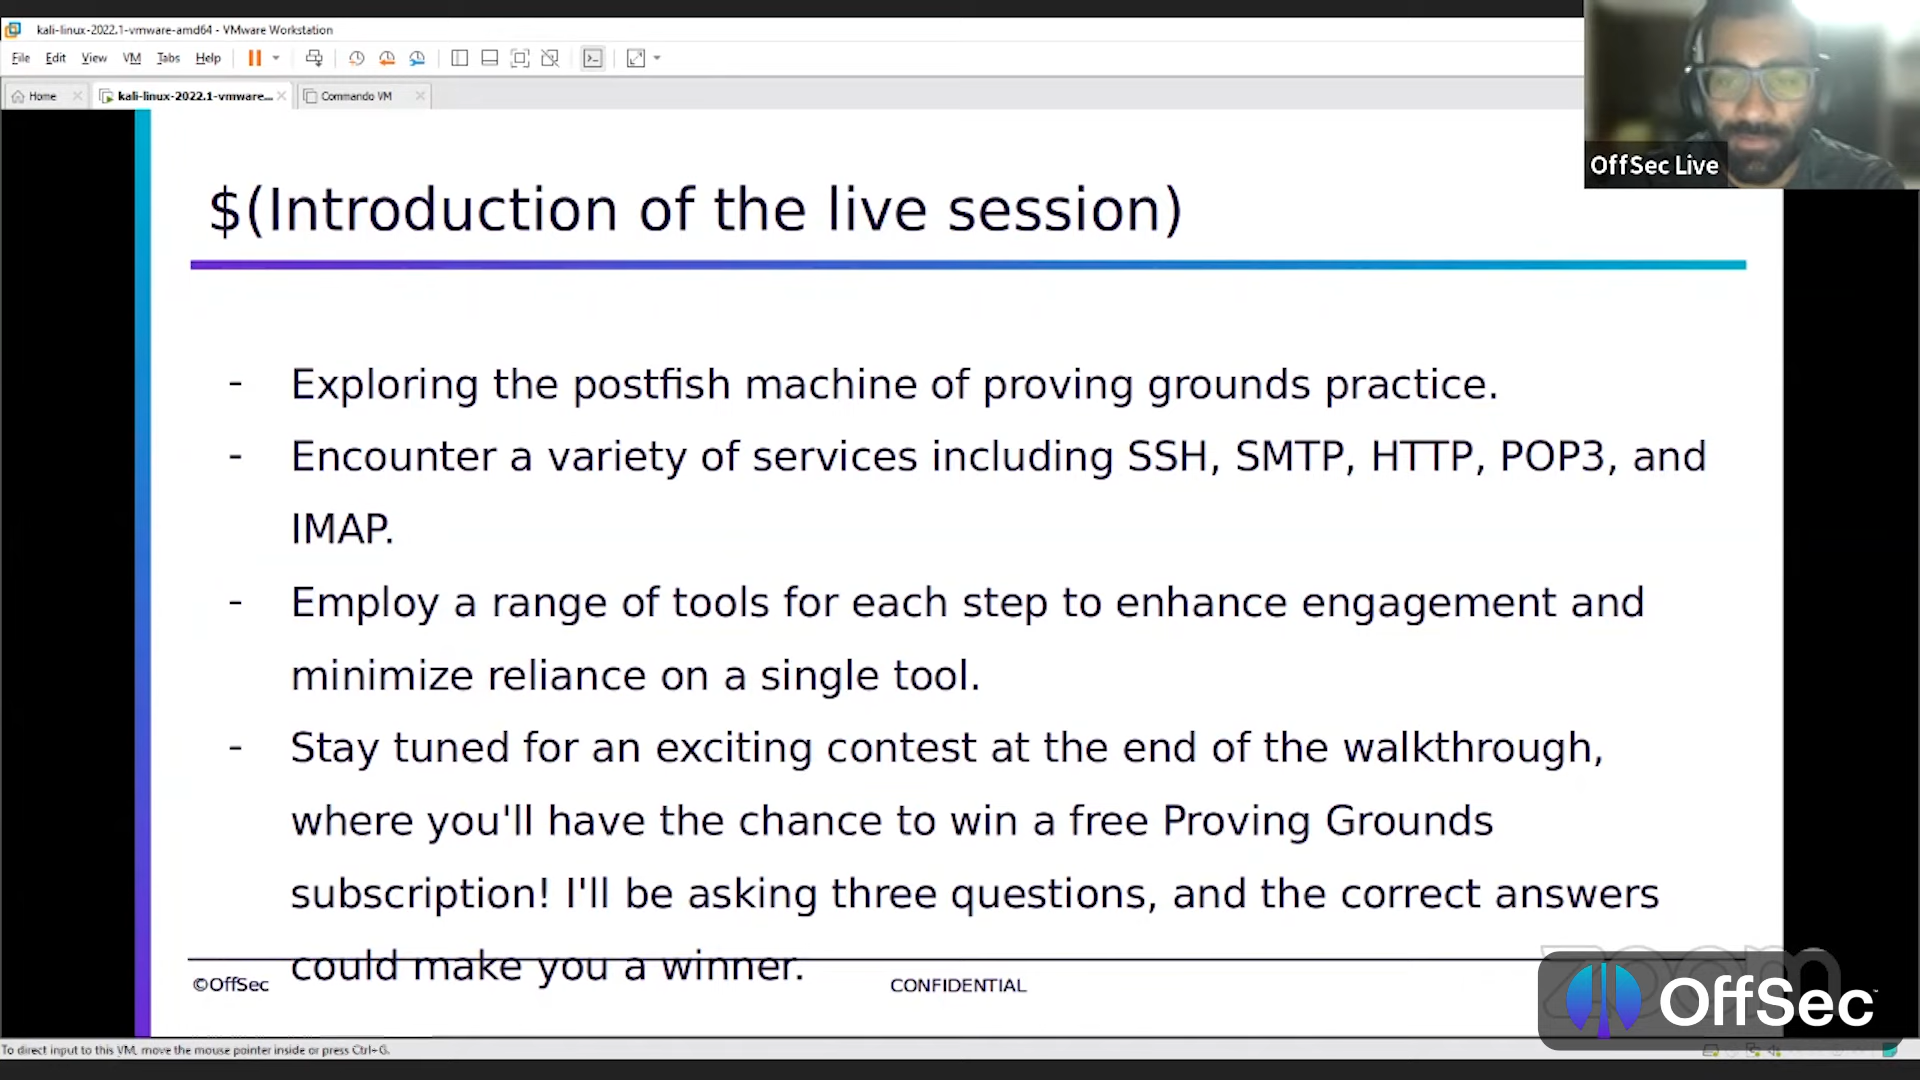 kali-linux-2022.1-vmware-amd64 - VMware Workstation
File Edit View VM Tabs Help
Home kali-linux-2022.1-vmware... Commando VM
OffSec Live
$(Introduction of the live session)
- Exploring the postfish machine of proving grounds practice.
- Encounter a variety of services including SSH, SMTP, HTTP, POP3, and
IMAP.
- Employ a range of tools for each step to enhance engagement and
minimize reliance on a single tool.
- Stay tuned for an exciting contest at the end of the walkthrough,
where you'll have the chance to win a free Proving Grounds
subscription! I'll be asking three questions, and the correct answers
could make you a winner.
©OffSec CONFIDENTIAL
zoom
OffSec™
To direct input to this VM, move the mouse pointer inside or press Ctrl+G.